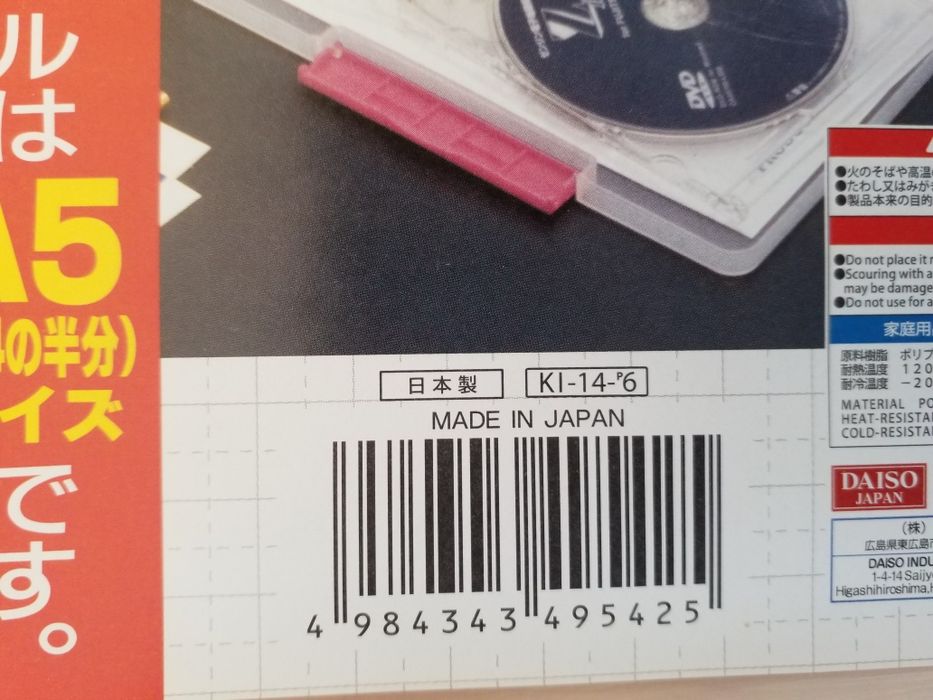 ル
は
A5
の半分)
イズ
で
す。
DVD
●火のそばや高温
●たわし又はみが
●製品本来の目的
●Do not place it
●Scouring with a
may be damage
●Do not use for a
家庭用
原料樹脂 ポリプ
耐熱温度 120
耐冷温度 -20
MATERIAL PO
HEAT-RESISTA
COLD-RESISTA
日本製
KI-14-P6
MADE IN JAPAN
4 984343 495425
DAISO
JAPAN
(株)
広島県東広島市
DAISO INDU
1-4-14 Saijy
Higashihiroshima,H